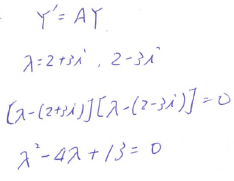 Y' = AY
λ = 2+3i , 2-3i
[λ-(2+3i)][λ-(2-3i)] = 0
λ²-4λ+13 = 0